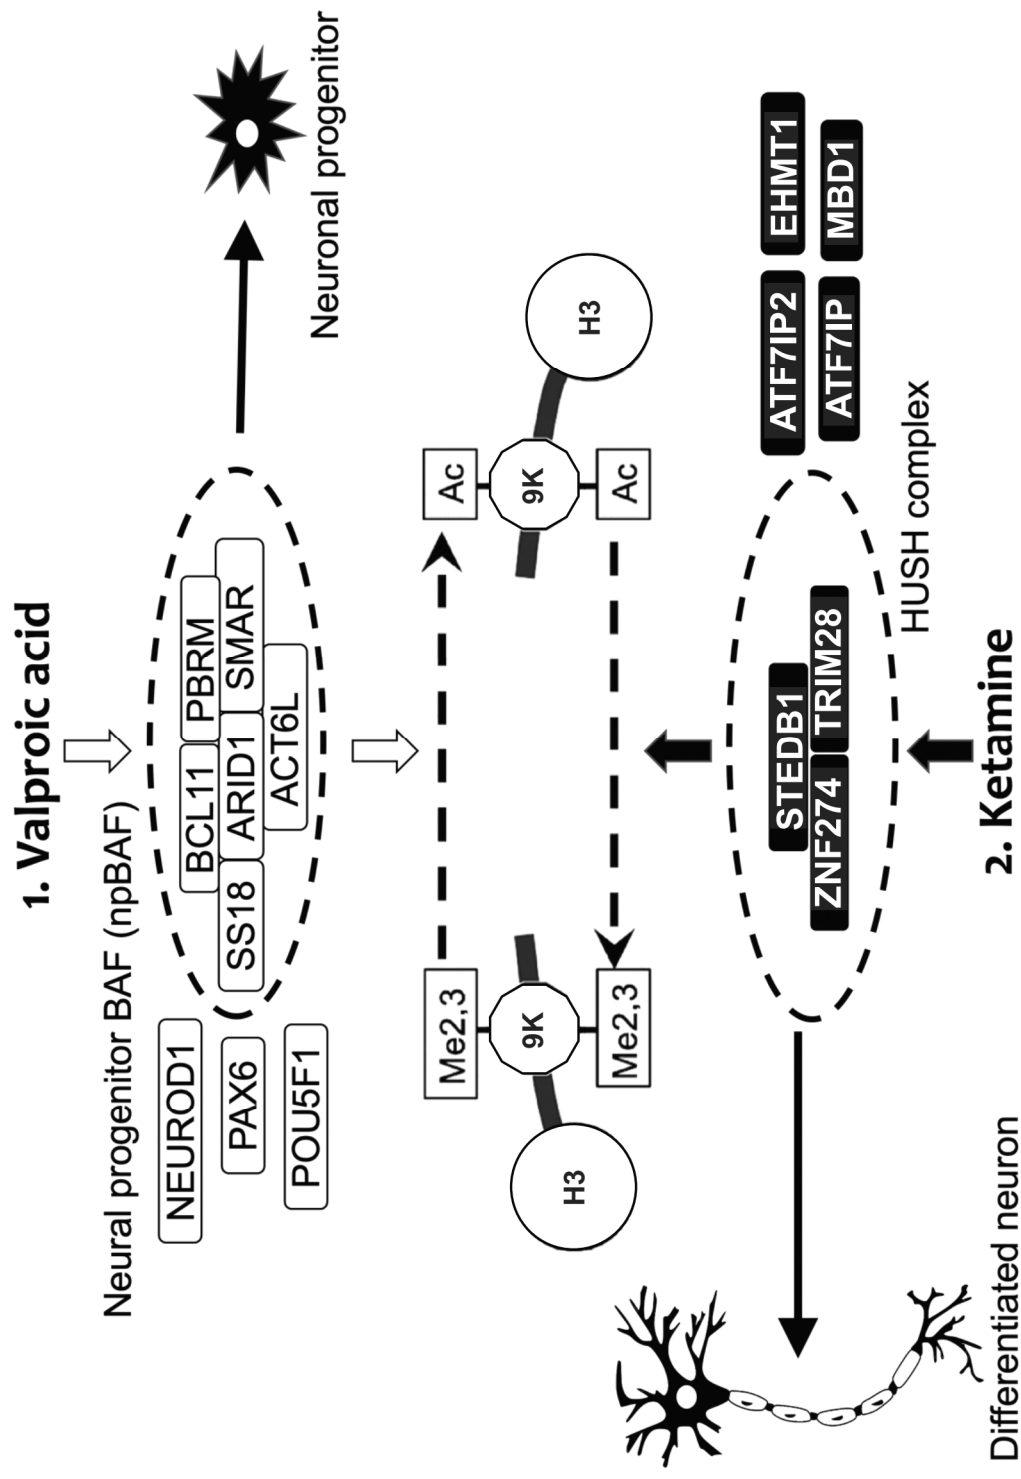 1. Valproic acid
Neural progenitor BAF (npBAF)
NEUROD1
BCL11
PBRM
PAX6
SS18
ARID1
SMAR
POU5F1
ACT6L
Neuronal progenitor
Me2,3
Ac
9K
9K
H3
H3
Me2,3
Ac
STEDB1
ATF7IP2
EHMT1
ZNF274
TRIM28
ATF7IP
MBD1
HUSH complex
2. Ketamine
Differentiated neuron